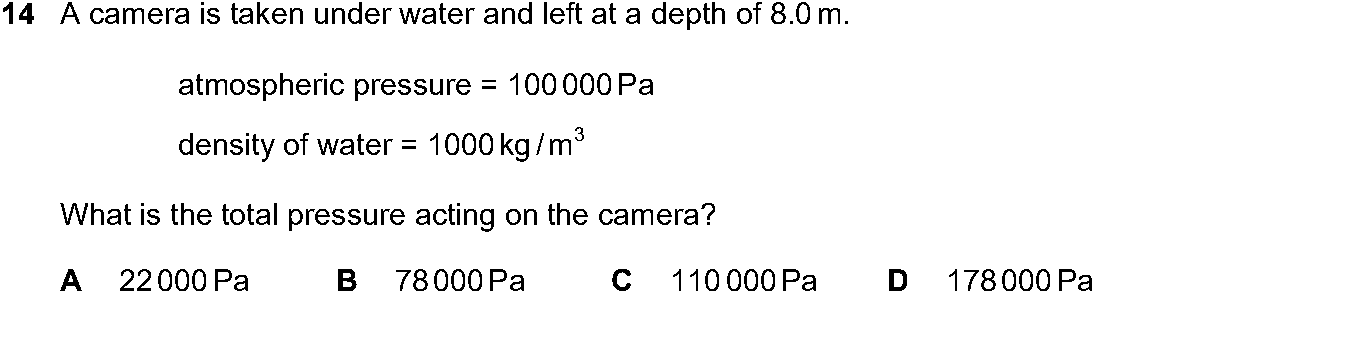 14 A camera is taken under water and left at a depth of 8.0 m.
atmospheric pressure = 100 000 Pa
density of water = 1000 kg / m³
What is the total pressure acting on the camera?
A 22 000 Pa B 78 000 Pa C 110 000 Pa D 178 000 Pa